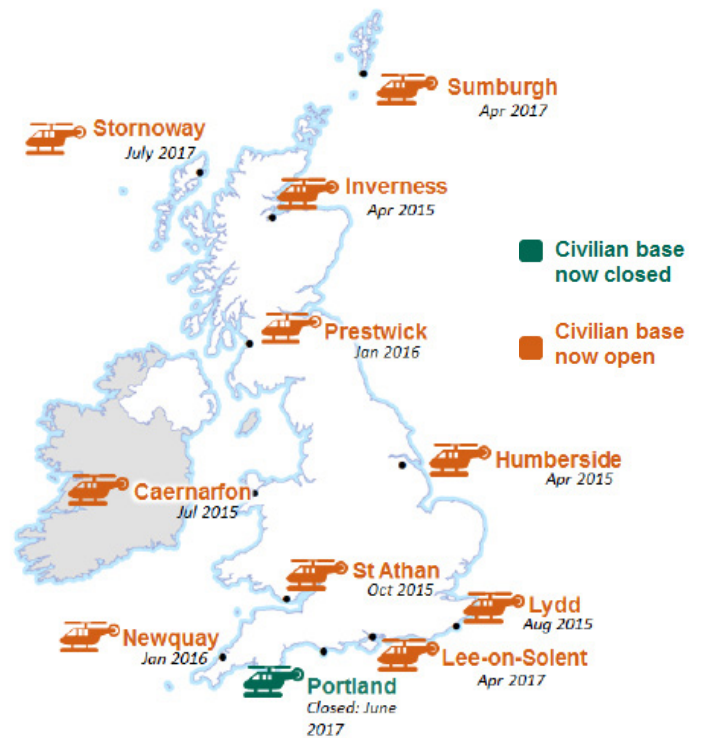 Sumburgh
Apr 2017
Stornoway
July 2017
Inverness
Apr 2015
Civilian base
now closed
Prestwick
Jan 2016
Civilian base
now open
Humberside
Apr 2015
Caernarfon
Jul 2015
St Athan
Oct 2015
Lydd
Aug 2015
Newquay
Jan 2016
Lee-on-Solent
Apr 2017
Portland
Closed: June
2017